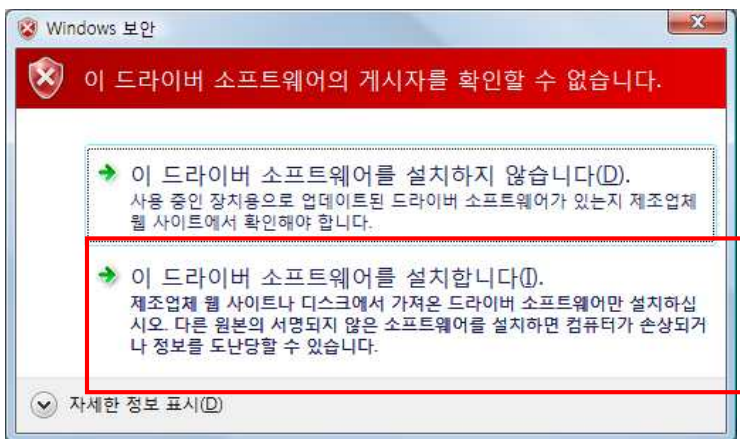 Windows 보안
이 드라이버 소프트웨어의 게시자를 확인할 수 없습니다.
이 드라이버 소프트웨어를 설치하지 않습니다(D).
사용 중인 장치용으로 업데이트된 드라이버 소프트웨어가 있는지 제조업체
웹 사이트에서 확인해야 합니다.
이 드라이버 소프트웨어를 설치합니다(I).
제조업체 웹 사이트나 디스크에서 가져온 드라이버 소프트웨어만 설치하십
시오. 다른 원본의 서명되지 않은 소프트웨어를 설치하면 컴퓨터가 손상되거
나 정보를 도난당할 수 있습니다.
자세한 정보 표시(D)